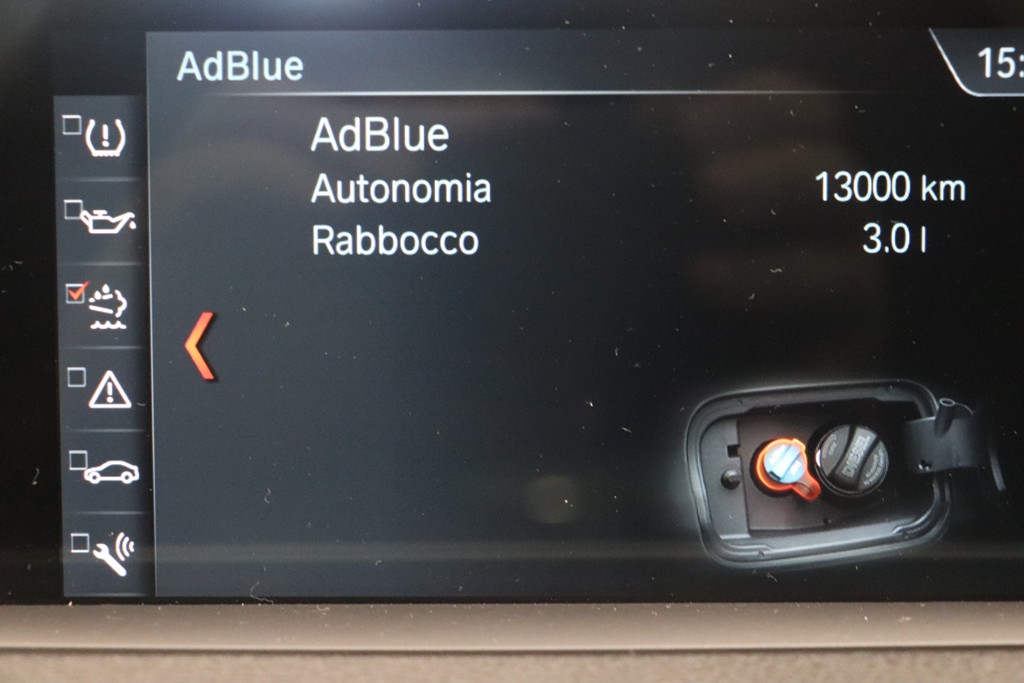 AdBlue
15:
AdBlue
Autonomia 13000 km
Rabbocco 3.0 l
DIESEL